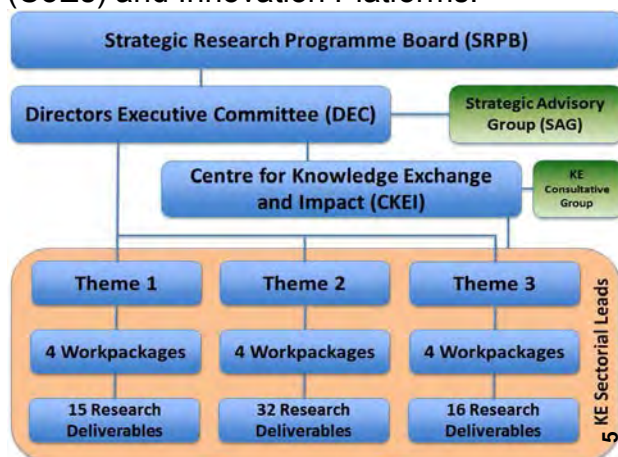 (CoEs) and Innovation Platforms.
Strategic Research Programme Board (SRPB)
Directors Executive Committee (DEC)
Strategic Advisory
Group (SAG)
Centre for Knowledge Exchange
and Impact (CKEI)
KE
Consultative
Group
Theme 1
Theme 2
Theme 3
4 Workpackages
4 Workpackages
4 Workpackages
15 Research
Deliverables
32 Research
Deliverables
16 Research
Deliverables
KE Sectorial Leads
5